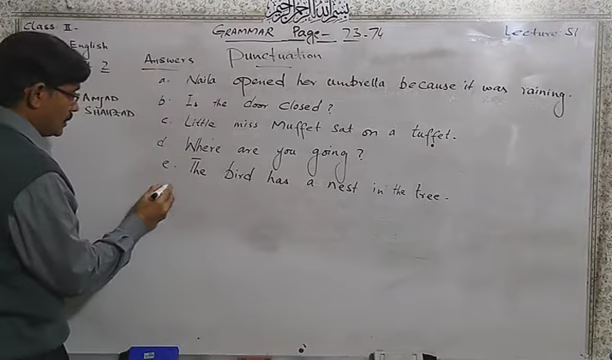 بسم الله الرحمن الرحيم
Class II.
GRAMMAR Page - 73-74
Lecture 51
English
2
Answers
Punctuation
AMJAD
SHAHZAD
a. Naila opened her umbrella because it was raining.
b. Is the door closed?
c. Little miss Muffet sat on a tuffet.
d Where are you going?
e. The bird has a nest in the tree.